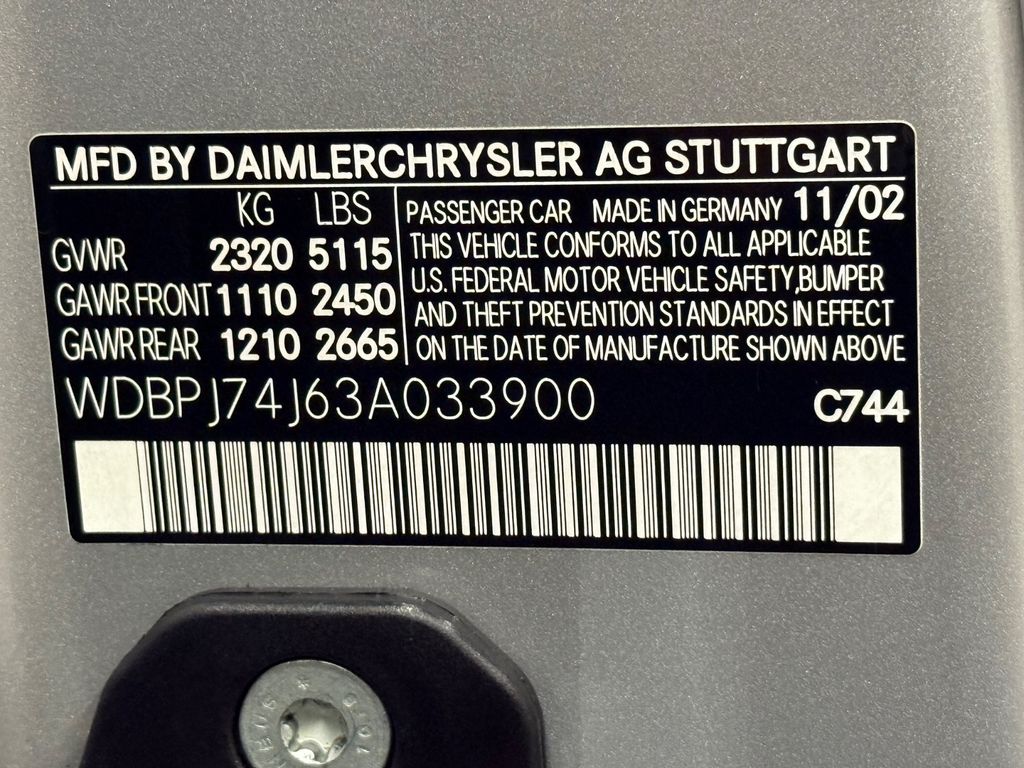 MFD BY DAIMLERCHRYSLER AG STUTTGART
KG LBS
GVWR 2320 5115
GAWR FRONT 1110 2450
GAWR REAR 1210 2665
PASSENGER CAR MADE IN GERMANY 11/02
THIS VEHICLE CONFORMS TO ALL APPLICABLE
U.S. FEDERAL MOTOR VEHICLE SAFETY, BUMPER
AND THEFT PREVENTION STANDARDS IN EFFECT
ON THE DATE OF MANUFACTURE SHOWN ABOVE
WDBPJ74J63A033900 C744